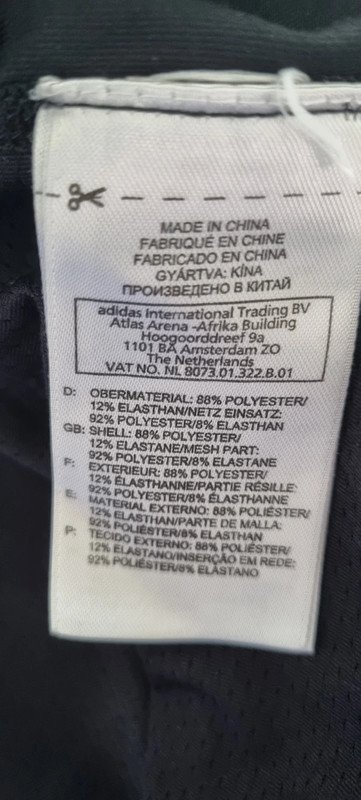 MADE IN CHINA
FABRIQUÉ EN CHINE
FABRICADO EN CHINA
GYÁRTVA: KÍNA
ПРОИЗВЕДЕНО В КИТАЙ
adidas International Trading BV
Atlas Arena -Afrika Building
Hoogoorddreef 9a
1101 BA Amsterdam ZO
The Netherlands
VAT NO. NL 8073.01.322.B.01
D: OBERMATERIAL: 88% POLYESTER/
12% ELASTHAN/NETZ EINSATZ:
92% POLYESTER/8% ELASTHAN
GB: SHELL: 88% POLYESTER/
12% ELASTANE/MESH PART:
92% POLYESTER/8% ELASTANE
F: EXTERIEUR: 88% POLYESTER/
12% ÉLASTHANNE/PARTIE RÉSILLE:
92% POLYESTER/8% ÉLASTHANNE
E: MATERIAL EXTERNO: 88% POLIÉSTER/
12% ELASTHAN/PARTE DE MALLA:
92% POLIÉSTER/8% ELASTHAN
P: TECIDO EXTERNO: 88% POLIÉSTER/
12% ELASTANO/INSERÇÃO EM REDE:
92% POLIÉSTER/8% ELASTANO